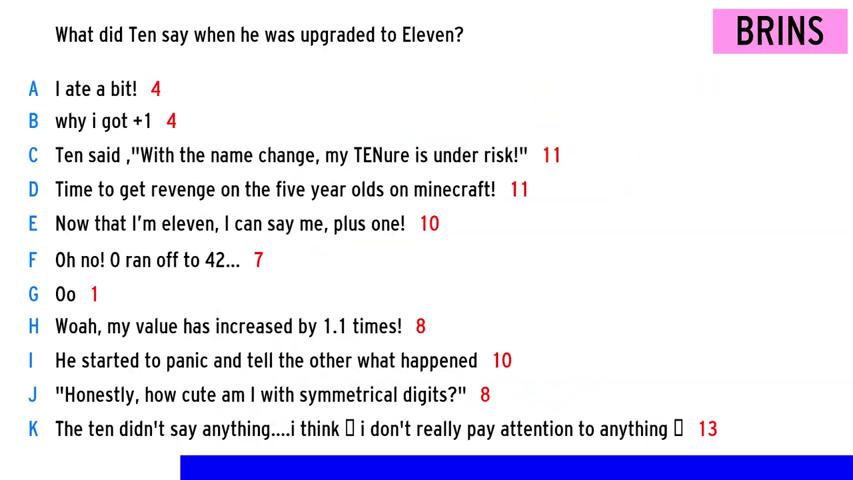 What did Ten say when he was upgraded to Eleven?
BRINS
A I ate a bit! 4
B why i got +1 4
C Ten said ,"With the name change, my TENure is under risk!" 11
D Time to get revenge on the five year olds on minecraft! 11
E Now that I'm eleven, I can say me, plus one! 10
F Oh no! 0 ran off to 42... 7
G Oo 1
H Woah, my value has increased by 1.1 times! 8
I He started to panic and tell the other what happened 10
J "Honestly, how cute am I with symmetrical digits?" 8
K The ten didn't say anything....i think ▯ i don't really pay attention to anything ▯ 13